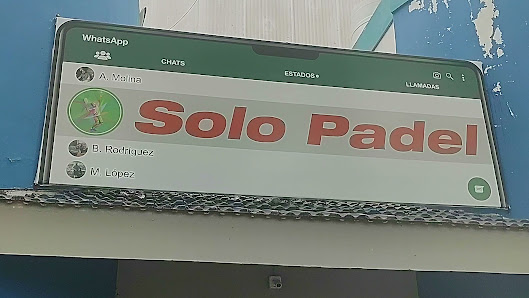 WhatsApp
CHATS
ESTADOS
LLAMADAS
A. Molina
Solo Padel
B. Rodriguez
M. Lopez